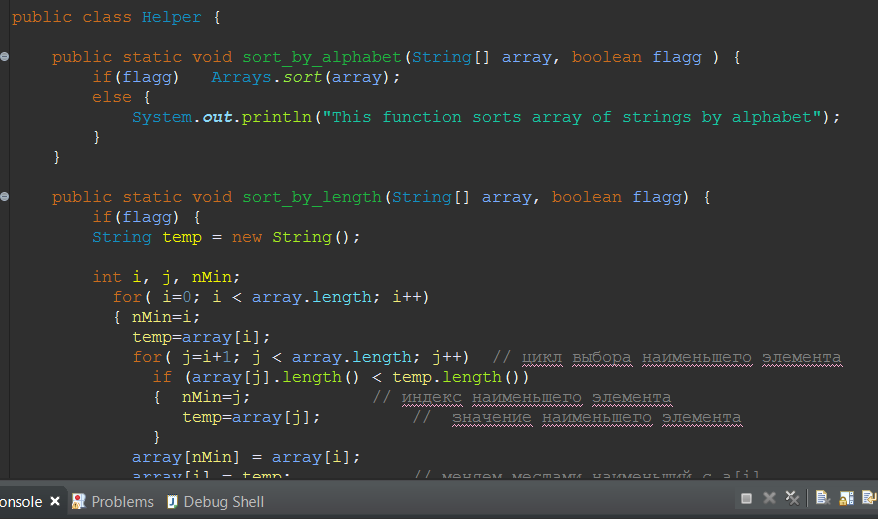 public class Helper {
public static void sort_by_alphabet(String[] array, boolean flagg ) {
if(flagg)   Arrays.sort(array);
else {
System.out.println("This function sorts array of strings by alphabet");
}
}
public static void sort_by_length(String[] array, boolean flagg) {
if(flagg) {
String temp = new String();
int i, j, nMin;
for( i=0; i < array.length; i++)
{ nMin=i;
temp=array[i];
for( j=i+1; j < array.length; j++)  // цикл выбора наименьшего элемента
if (array[j].length() < temp.length())
{  nMin=j;            // индекс наименьшего элемента
temp=array[j];         //  значение наименьшего элемента
}
array[nMin] = array[i];
array[i] = temp;            // меняем местами наименьший с a[i]
onsole Problems Debug Shell